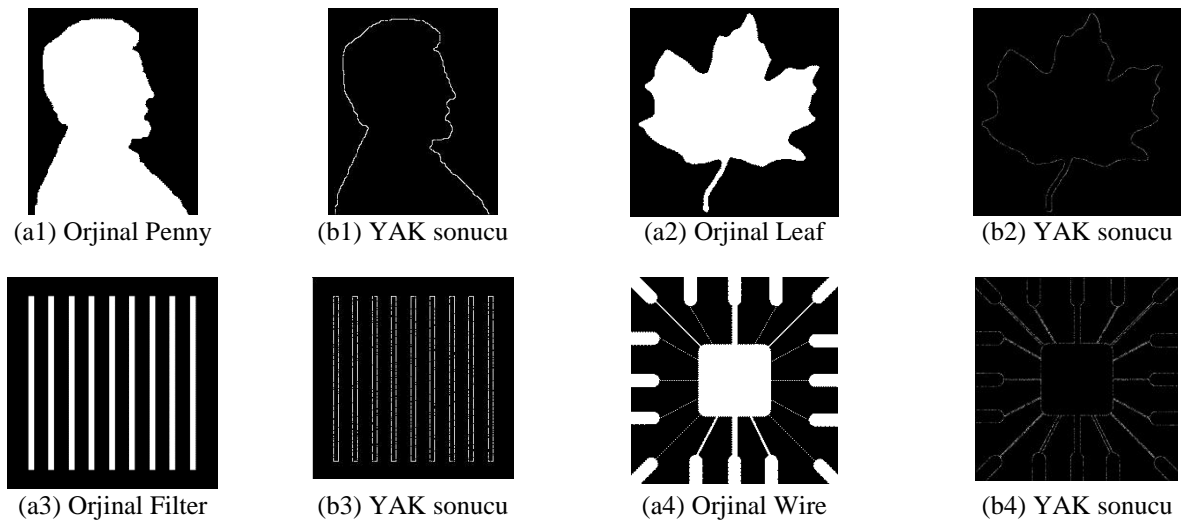 (a1) Orjinal Penny (b1) YAK sonucu (a2) Orjinal Leaf (b2) YAK sonucu
(a3) Orjinal Filter (b3) YAK sonucu (a4) Orjinal Wire (b4) YAK sonucu